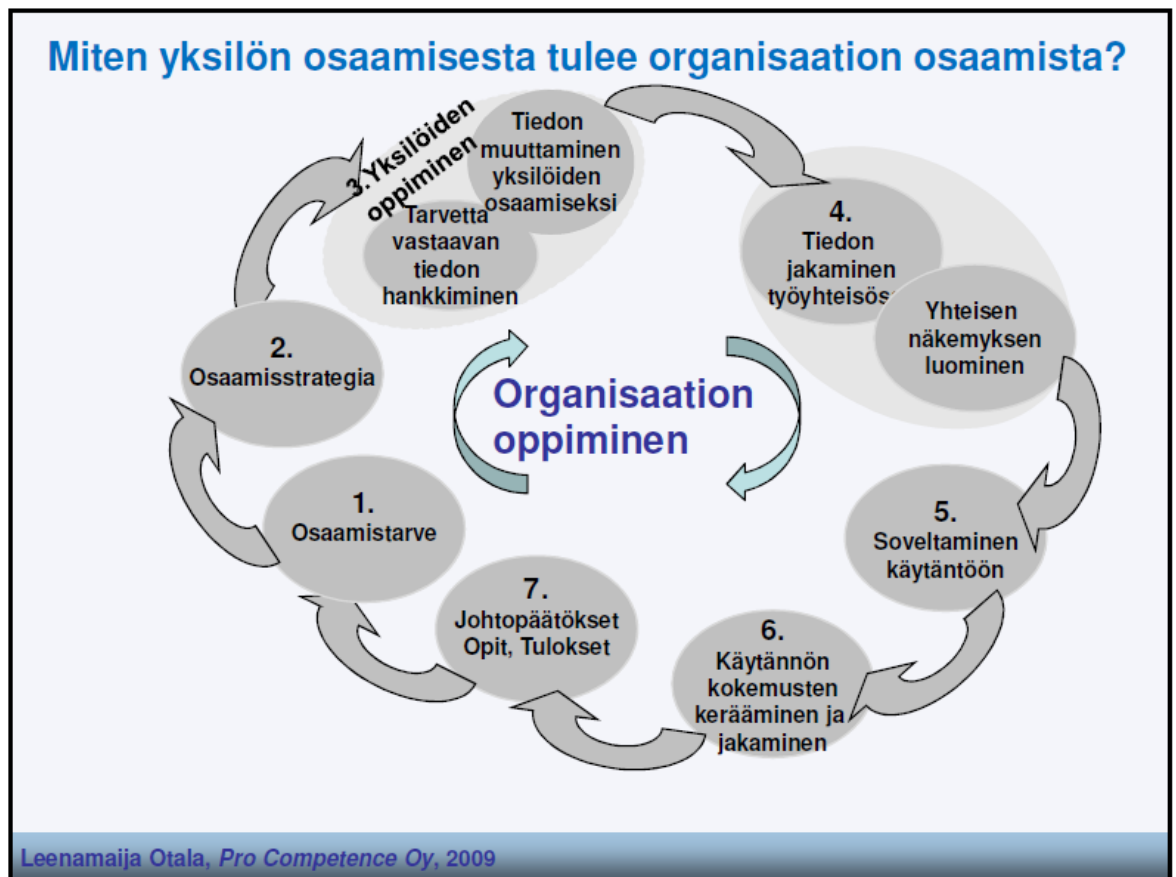 Miten yksilön osaamisesta tulee organisaation osaamista?
3.Yksilöiden
oppiminen
Tiedon
muuttaminen
yksilöiden
osaamiseksi
Tarvetta
vastaavan
tiedon
hankkiminen
4.
Tiedon
jakaminen
työyhteisös
Yhteisen
näkemyksen
luominen
2.
Osaamisstrategia
Organisaation
oppiminen
1.
Osaamistarve
5.
Soveltaminen
käytäntöön
7.
Johtopäätökset
Opit, Tulokset
6.
Käytännön
kokemusten
kerääminen ja
jakaminen
Leenamaija Otala, Pro Competence Oy, 2009